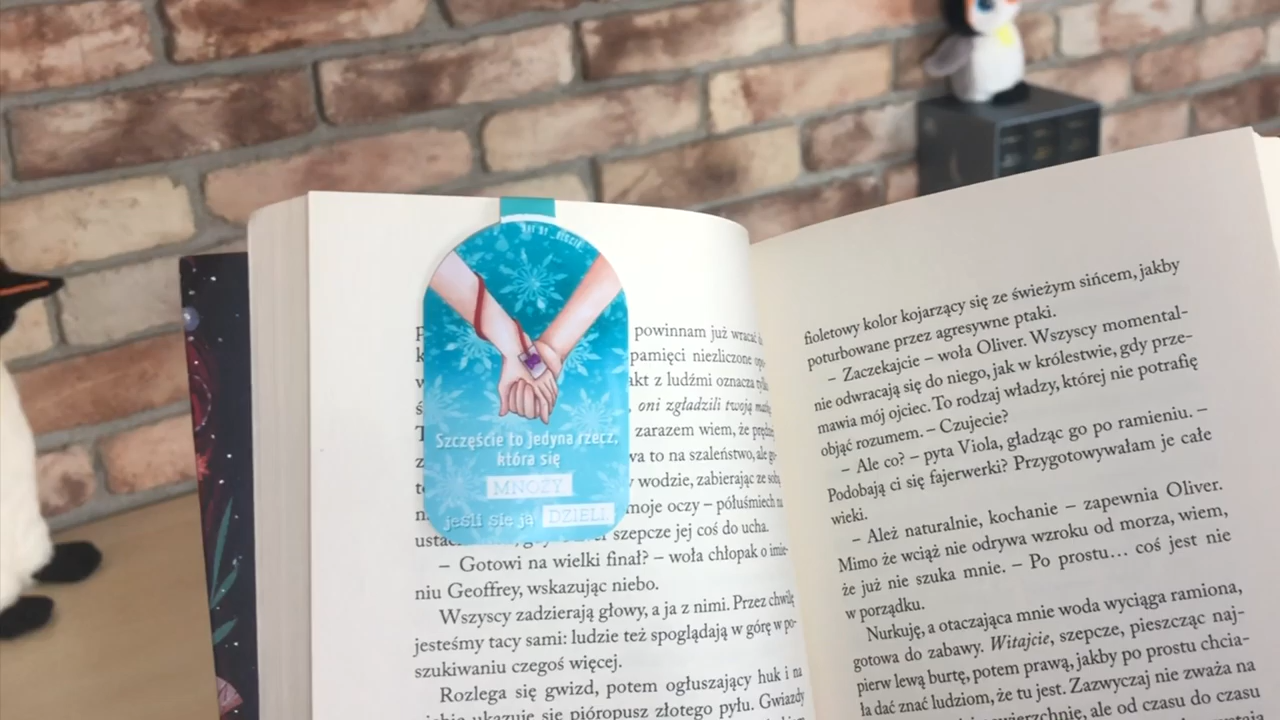 Szczęście to jedyna rzecz,
która się
MNOŻY
jeśli się ją DZIELI.
powinnam już wracać
pamięci niezliczone
akt z ludźmi oznacza
oni zgładzili twoją
zarazem wiem, że
to na szaleństwo, ale
wodzie, zabierając ze sobą
moje oczy – półuśmiech
szepcze jej coś do ucha.
– Gotowi na wielki finał? – woła chłopak o imie-
niu Geoffrey, wskazując niebo.
Wszyscy zadzierają głowy, a ja z nimi. Przez chwilę
jesteśmy tacy sami: ludzie też spoglądają w górę w po-
szukiwaniu czegoś więcej.
Rozlega się gwizd, potem ogłuszający huk i na
ukazuje się pióropusz złotego pyłu. Gwiazdy
fioletowy kolor kojarzący się ze świeżym sińcem, jakby
poturbowane przez agresywne ptaki.
– Zaczekajcie – woła Oliver. Wszyscy momental-
nie odwracają się do niego, jak w królestwie, gdy prze-
mawia mój ojciec. To rodzaj władzy, której nie potrafię
objąć rozumem. – Czujecie?
– Ale co? – pyta Viola, gładząc go po ramieniu. –
Podobają ci się fajerwerki? Przygotowywałam je całe
wieki.
– Ależ naturalnie, kochanie – zapewnia Oliver.
Mimo że wciąż nie odrywa wzroku od morza, wiem,
że już nie szuka mnie. – Po prostu… coś jest nie
w porządku.
Nurkuję, a otaczająca mnie woda wyciąga ramiona,
gotowa do zabawy. Witajcie, szepcze, pieszcząc naj-
pierw lewą burtę, potem prawą, jakby po prostu chcia-
ła dać znać ludziom, że tu jest. Zazwyczaj nie zważa na
ale od czasu do czasu